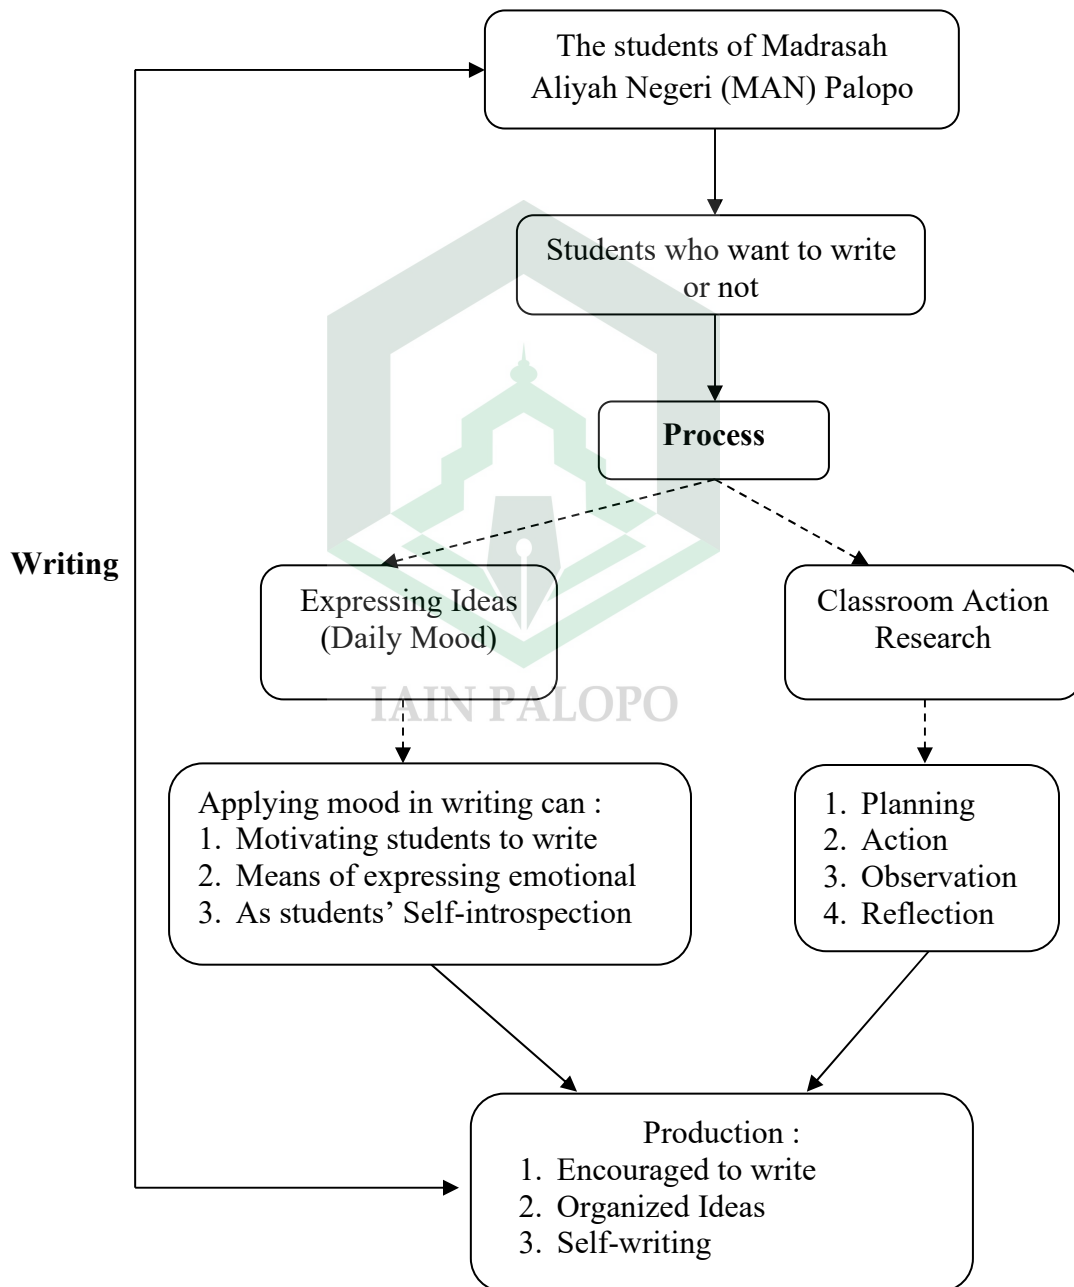 The students of Madrasah
Aliyah Negeri (MAN) Palopo
Students who want to write
or not
Process
Writing
Expressing Ideas
(Daily Mood)
Classroom Action
Research
IAIN PALOPO
Applying mood in writing can :
1. Motivating students to write
2. Means of expressing emotional
3. As students’ Self-introspection
1. Planning
2. Action
3. Observation
4. Reflection
Production :
1. Encouraged to write
2. Organized Ideas
3. Self-writing